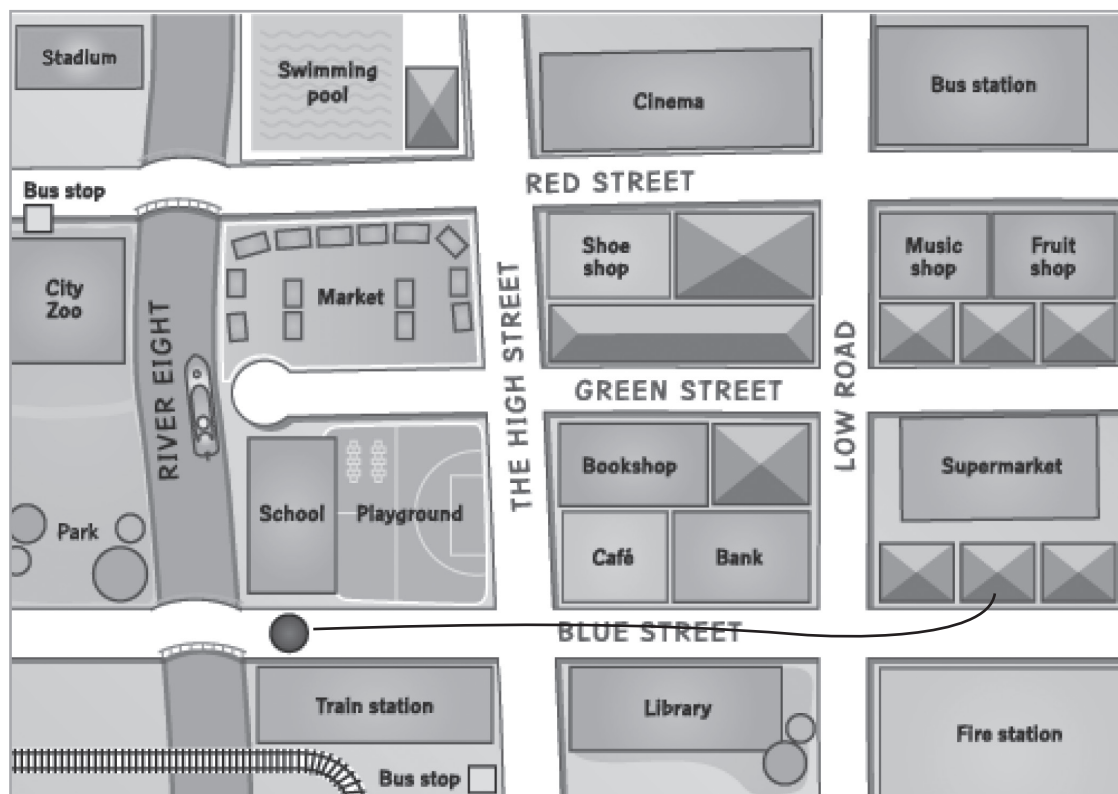 Stadium
Swimming
pool
Cinema
Bus station
RED STREET
Bus stop
City
Zoo
Market
Shoe
shop
Music
shop
Fruit
shop
RIVER EIGHT
THE HIGH STREET
GREEN STREET
LOW ROAD
Park
School
Playground
Bookshop
Café
Bank
Supermarket
BLUE STREET
Train station
Bus stop
Library
Fire station